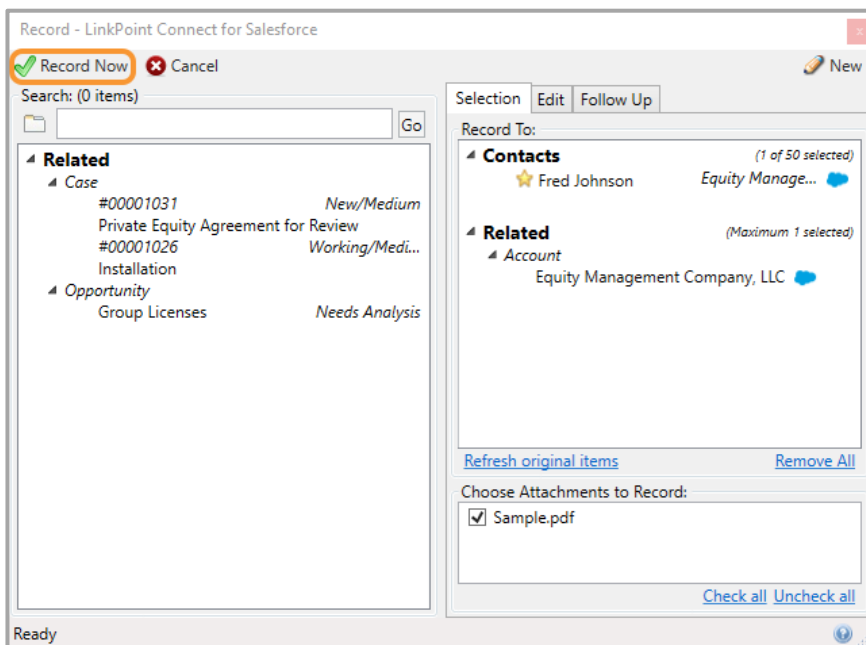 Record - LinkPoint Connect for Salesforce
x
Record Now Cancel New
Search: (0 items)
Go
Related
Case
#00001031 New/Medium
Private Equity Agreement for Review
#00001026 Working/Medi...
Installation
Opportunity
Group Licenses Needs Analysis
Selection Edit Follow Up
Record To:
Contacts (1 of 50 selected)
Fred Johnson Equity Manage...
Related (Maximum 1 selected)
Account
Equity Management Company, LLC
Refresh original items Remove All
Choose Attachments to Record:
Sample.pdf
Check all Uncheck all
Ready